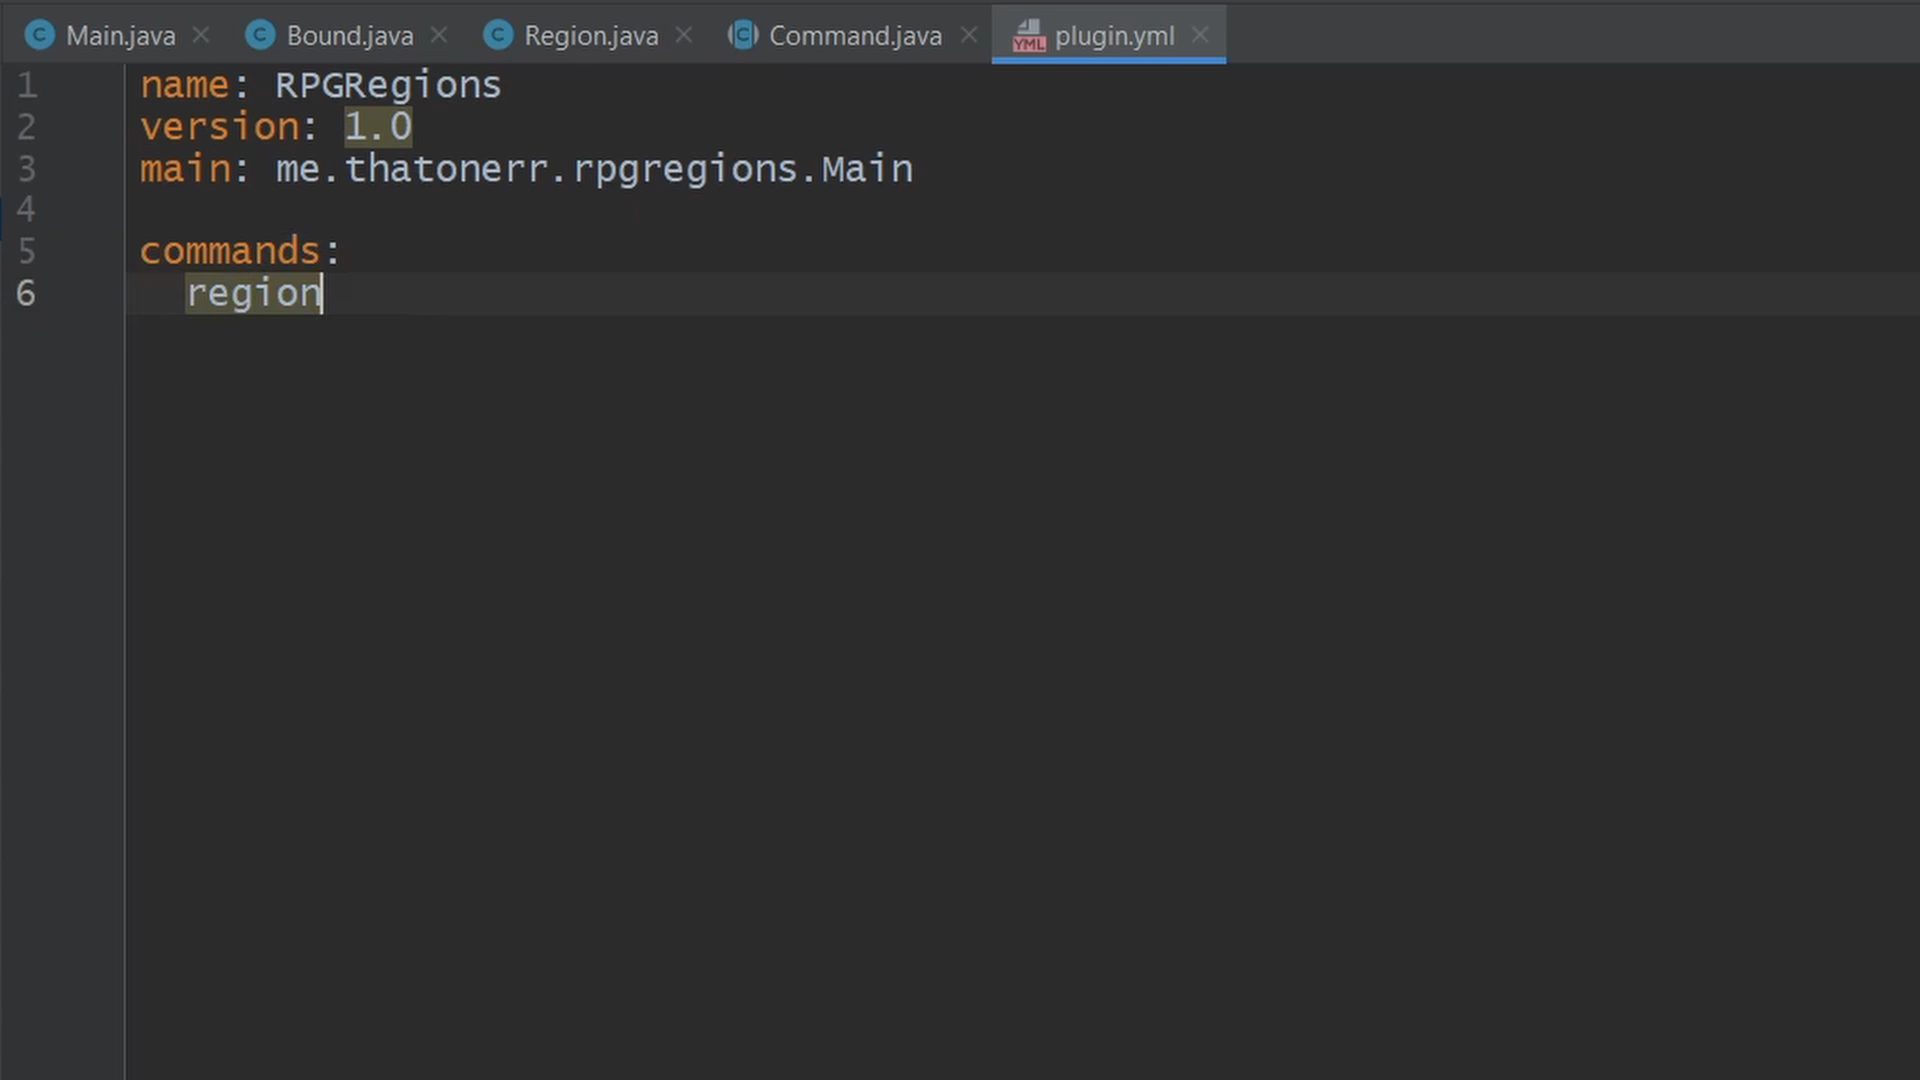 Main.java Bound.java Region.java Command.java plugin.yml
1 name: RPGRegions
2 version: 1.0
3 main: me.thatonerr.rpgregions.Main
4
5 commands:
6 region